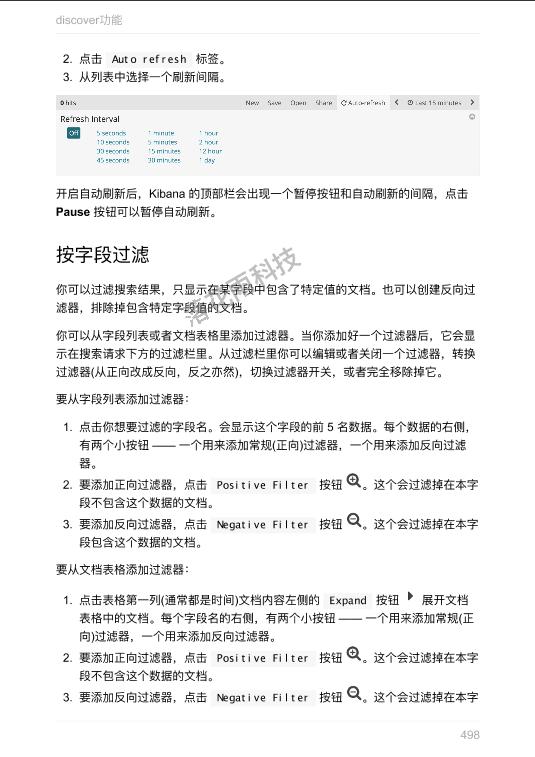 discover功能
2. 点击 Auto refresh 标签。
3. 从列表中选择一个刷新间隔。
0 hits New Save Open Share Auto-refresh Last 15 minutes
Refresh Interval
Off 5 seconds 1 minute 1 hour
10 seconds 5 minutes 2 hour
30 seconds 15 minutes 12 hour
45 seconds 30 minutes 1 day
开启自动刷新后，Kibana 的顶部栏会出现一个暂停按钮和自动刷新的间隔，点击
Pause 按钮可以暂停自动刷新。
按字段过滤
落花雨科技
你可以过滤搜索结果，只显示在某字段中包含了特定值的文档。也可以创建反向过
滤器，排除掉包含特定字段值的文档。
你可以从字段列表或者文档表格里添加过滤器。当你添加好一个过滤器后，它会显
示在搜索请求下方的过滤栏里。从过滤栏里你可以编辑或者关闭一个过滤器，转换
过滤器(从正向改成反向，反之亦然)，切换过滤器开关，或者完全移除掉它。
要从字段列表添加过滤器：
1. 点击你想要过滤的字段名。会显示这个字段的前 5 名数据。每个数据的右侧，
有两个小按钮 —— 一个用来添加常规(正向)过滤器，一个用来添加反向过滤
器。
2. 要添加正向过滤器，点击 Positive Filter 按钮 。这个会过滤掉在本字
段不包含这个数据的文档。
3. 要添加反向过滤器，点击 Negative Filter 按钮 。这个会过滤掉在本字
段包含这个数据的文档。
要从文档表格添加过滤器：
1. 点击表格第一列(通常都是时间)文档内容左侧的 Expand 按钮 展开文档
表格中的文档。每个字段名的右侧，有两个小按钮 —— 一个用来添加常规(正
向)过滤器，一个用来添加反向过滤器。
2. 要添加正向过滤器，点击 Positive Filter 按钮 。这个会过滤掉在本字
段不包含这个数据的文档。
3. 要添加反向过滤器，点击 Negative Filter 按钮 。这个会过滤掉在本字
498